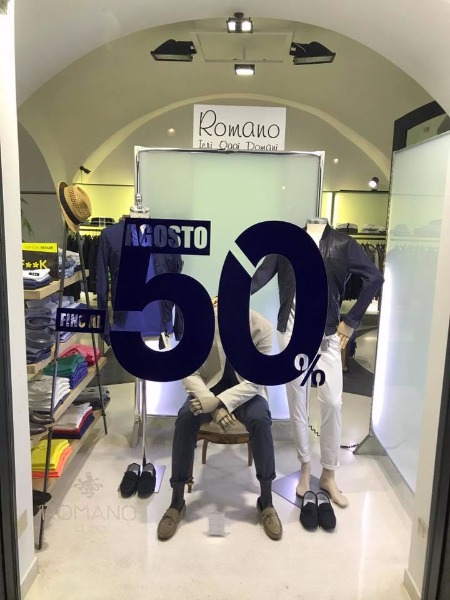 Romano
Ieri Oggi Domani
AGOSTO
FINO AL
50%
F**K
ROMANO